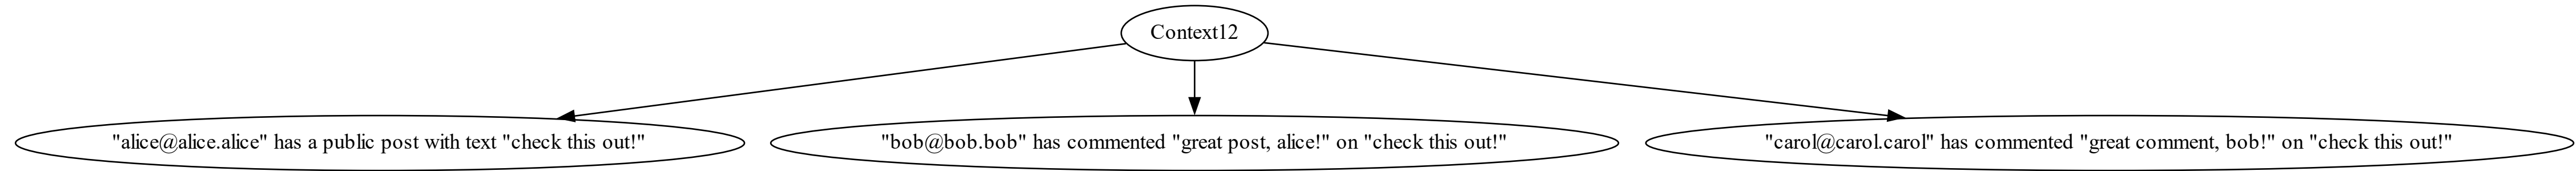 Context12
"alice@alice.alice" has a public post with text "check this out!"
"bob@bob.bob" has commented "great post, alice!" on "check this out!"
"carol@carol.carol" has commented "great comment, bob!" on "check this out!"